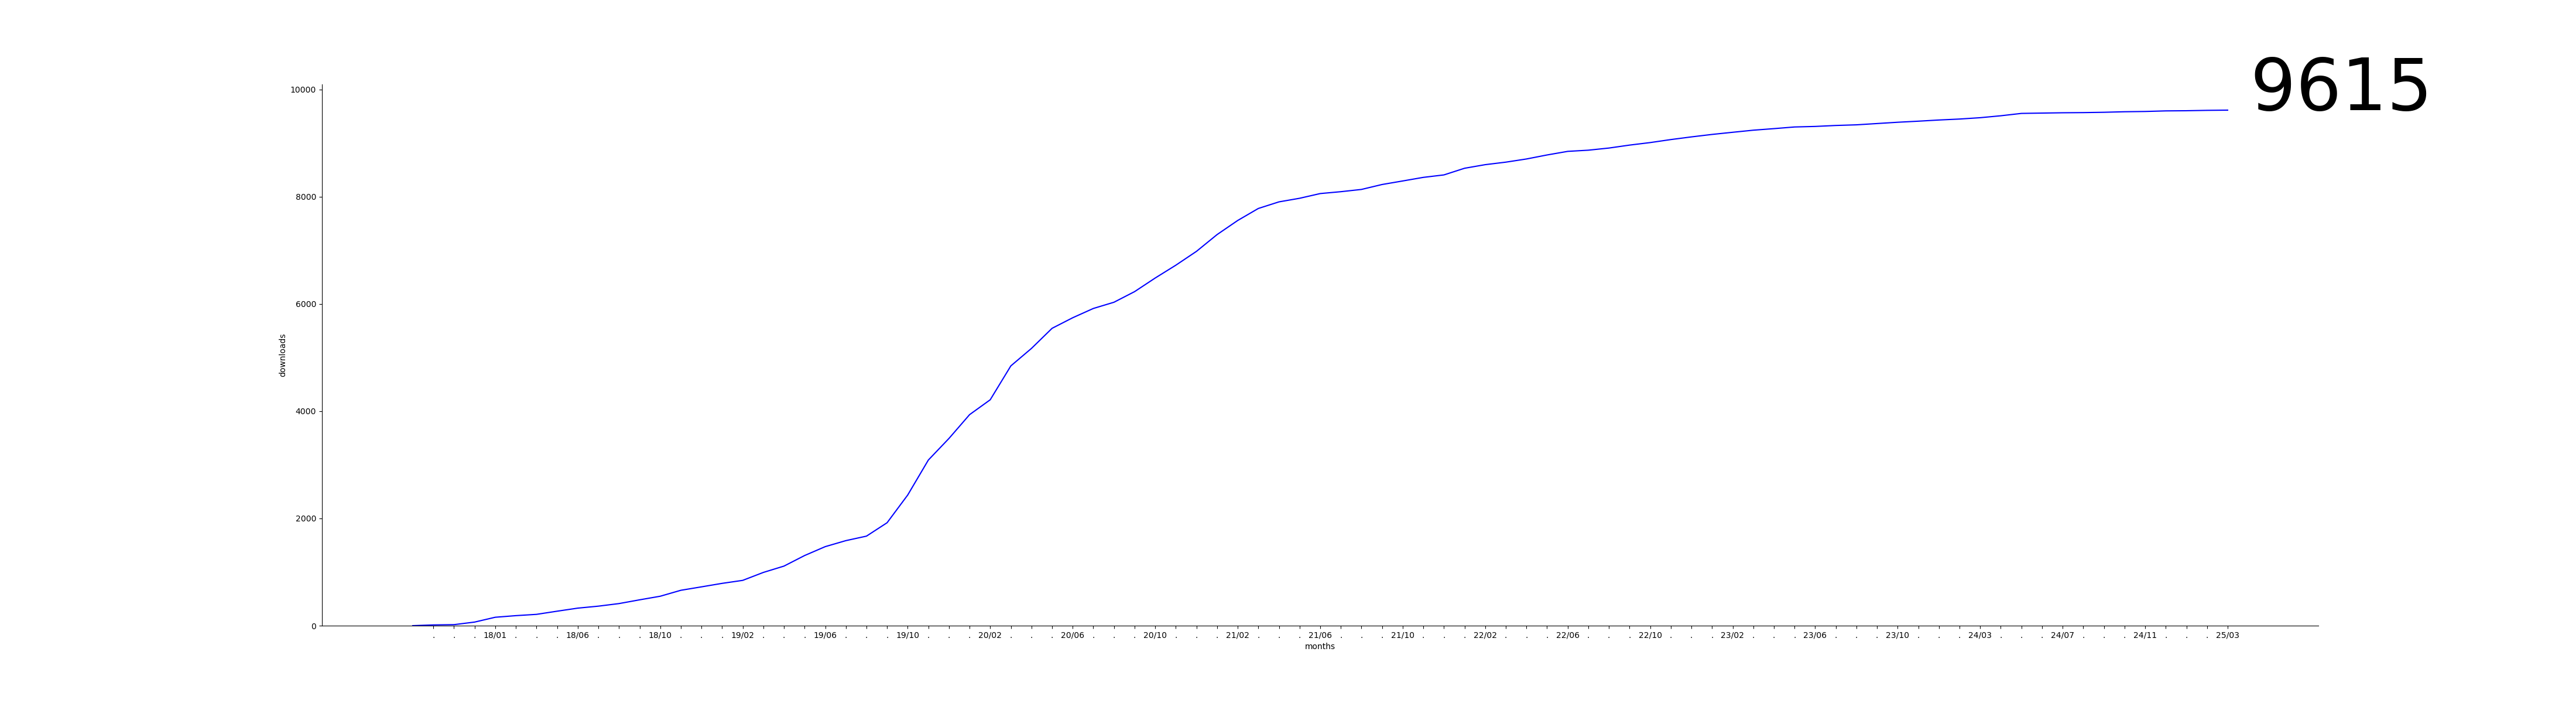 9615
10000
8000
6000
4000
2000
0
downloads
. . . 18/01 . . . 18/06 . . . 18/10 . . . 19/02 . . . 19/06 . . . 19/10 . . . 20/02 . . . 20/06 . . . 20/10 . . . 21/02 . . . 21/06 . . . 21/10 . . . 22/02 . . . 22/06 . . . 22/10 . . . 23/02 . . . 23/06 . . . 23/10 . . . 24/03 . . . 24/07 . . . 24/11 . . . 25/03
months